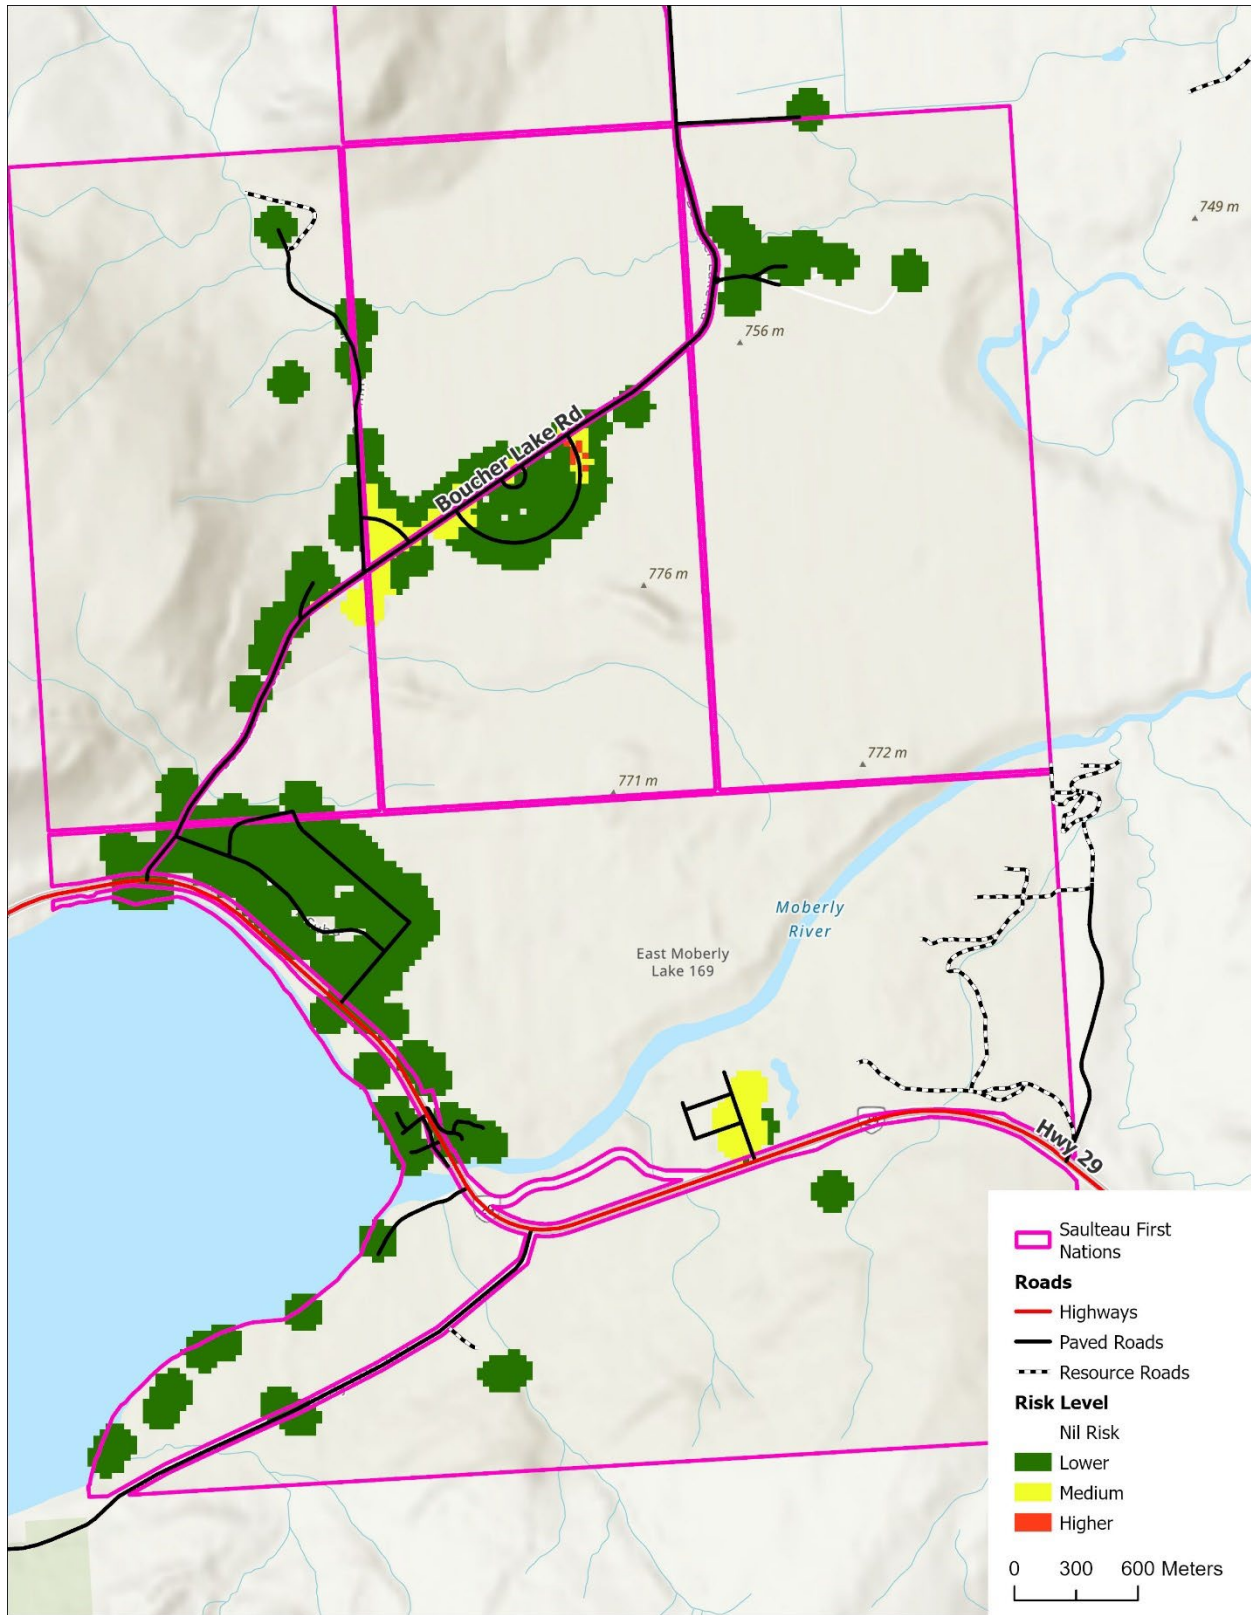 749 m
756 m
Boucher Lake Rd
776 m
772 m
771 m
Moberly
River
East Moberly
Lake 169
Hwy 29
Saulteau First
Nations
Roads
Highways
Paved Roads
Resource Roads
Risk Level
Nil Risk
Lower
Medium
Higher
0 300 600 Meters